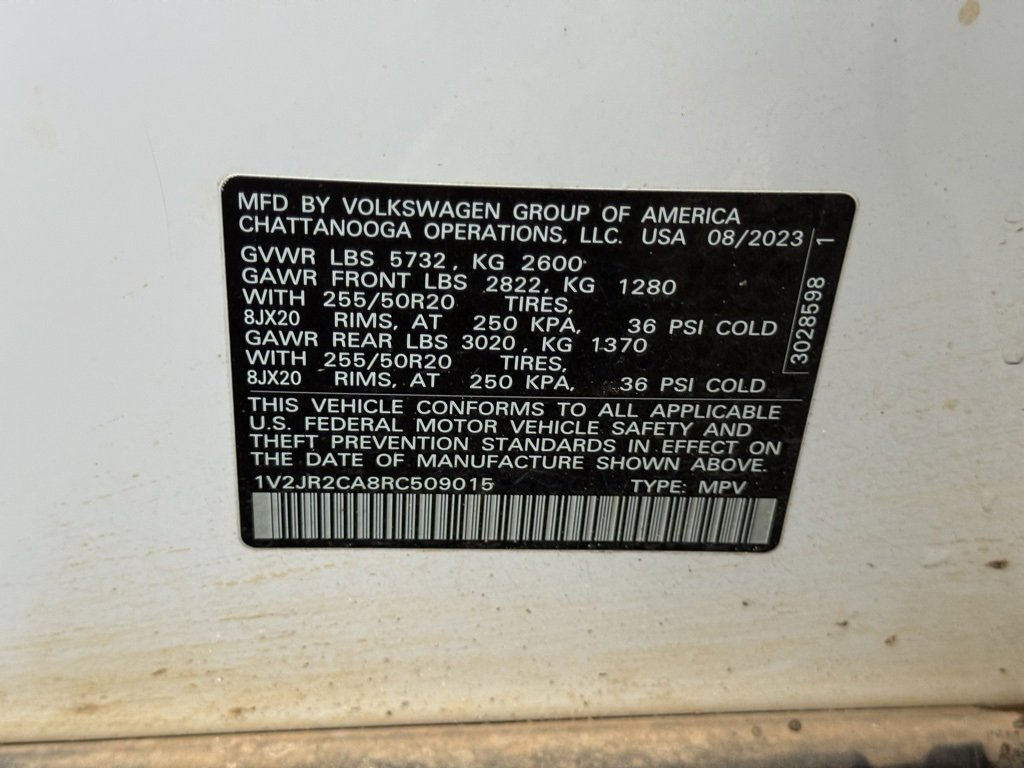 MFD BY VOLKSWAGEN GROUP OF AMERICA
CHATTANOOGA OPERATIONS, LLC. USA 08/2023
GVWR LBS 5732, KG 2600
GAWR FRONT LBS 2822, KG 1280
WITH 255/50R20 TIRES,
8JX20 RIMS, AT 250 KPA, 36 PSI COLD
GAWR REAR LBS 3020, KG 1370
WITH 255/50R20 TIRES,
8JX20 RIMS, AT 250 KPA, 36 PSI COLD
3028598 1
THIS VEHICLE CONFORMS TO ALL APPLICABLE
U.S. FEDERAL MOTOR VEHICLE SAFETY AND
THEFT PREVENTION STANDARDS IN EFFECT ON
THE DATE OF MANUFACTURE SHOWN ABOVE.
1V2JR2CA8RC509015 TYPE: MPV